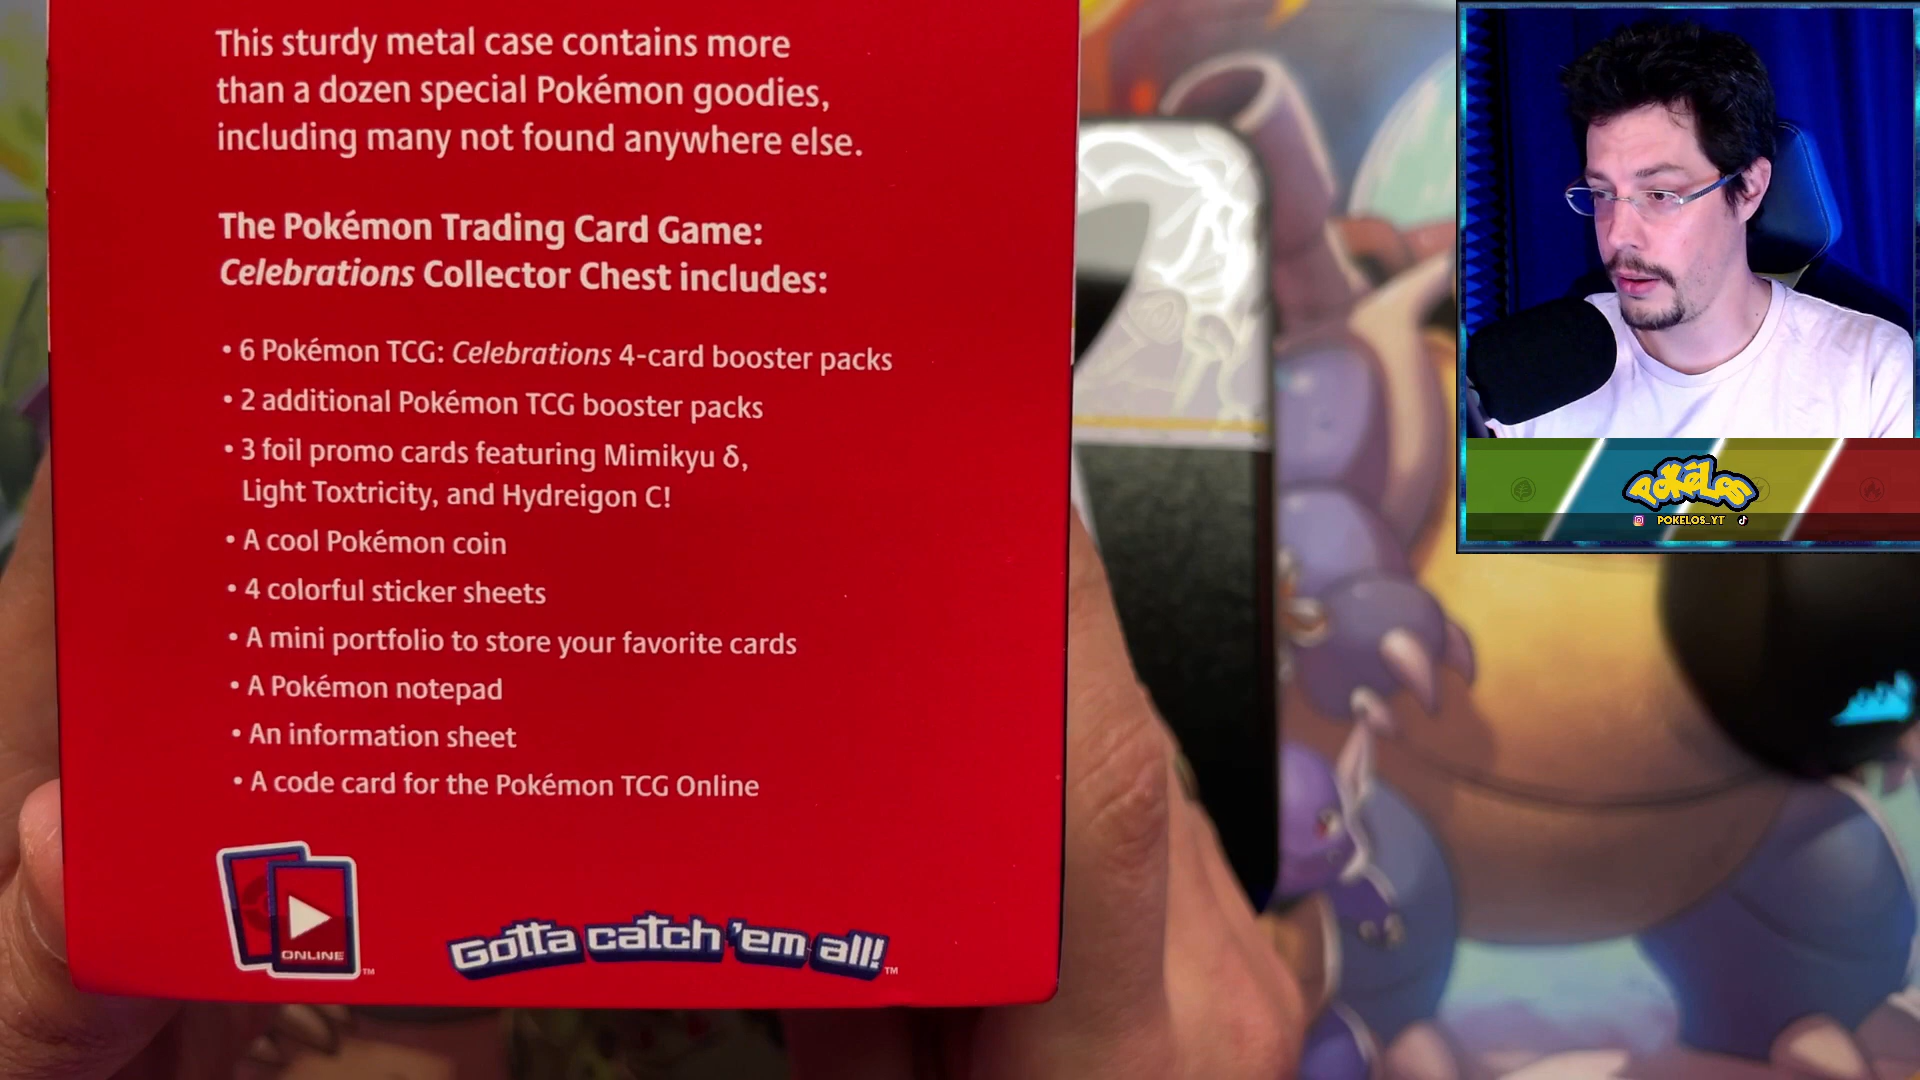 This sturdy metal case contains more
than a dozen special Pokémon goodies,
including many not found anywhere else.
The Pokémon Trading Card Game:
Celebrations Collector Chest includes:
• 6 Pokémon TCG: Celebrations 4-card booster packs
• 2 additional Pokémon TCG booster packs
• 3 foil promo cards featuring Mimikyu δ,
Light Toxtricity, and Hydreigon C!
• A cool Pokémon coin
• 4 colorful sticker sheets
• A mini portfolio to store your favorite cards
• A Pokémon notepad
• An information sheet
• A code card for the Pokémon TCG Online
ONLINE™
Gotta catch 'em all!™
POKÉLOS
POKELOS_YT